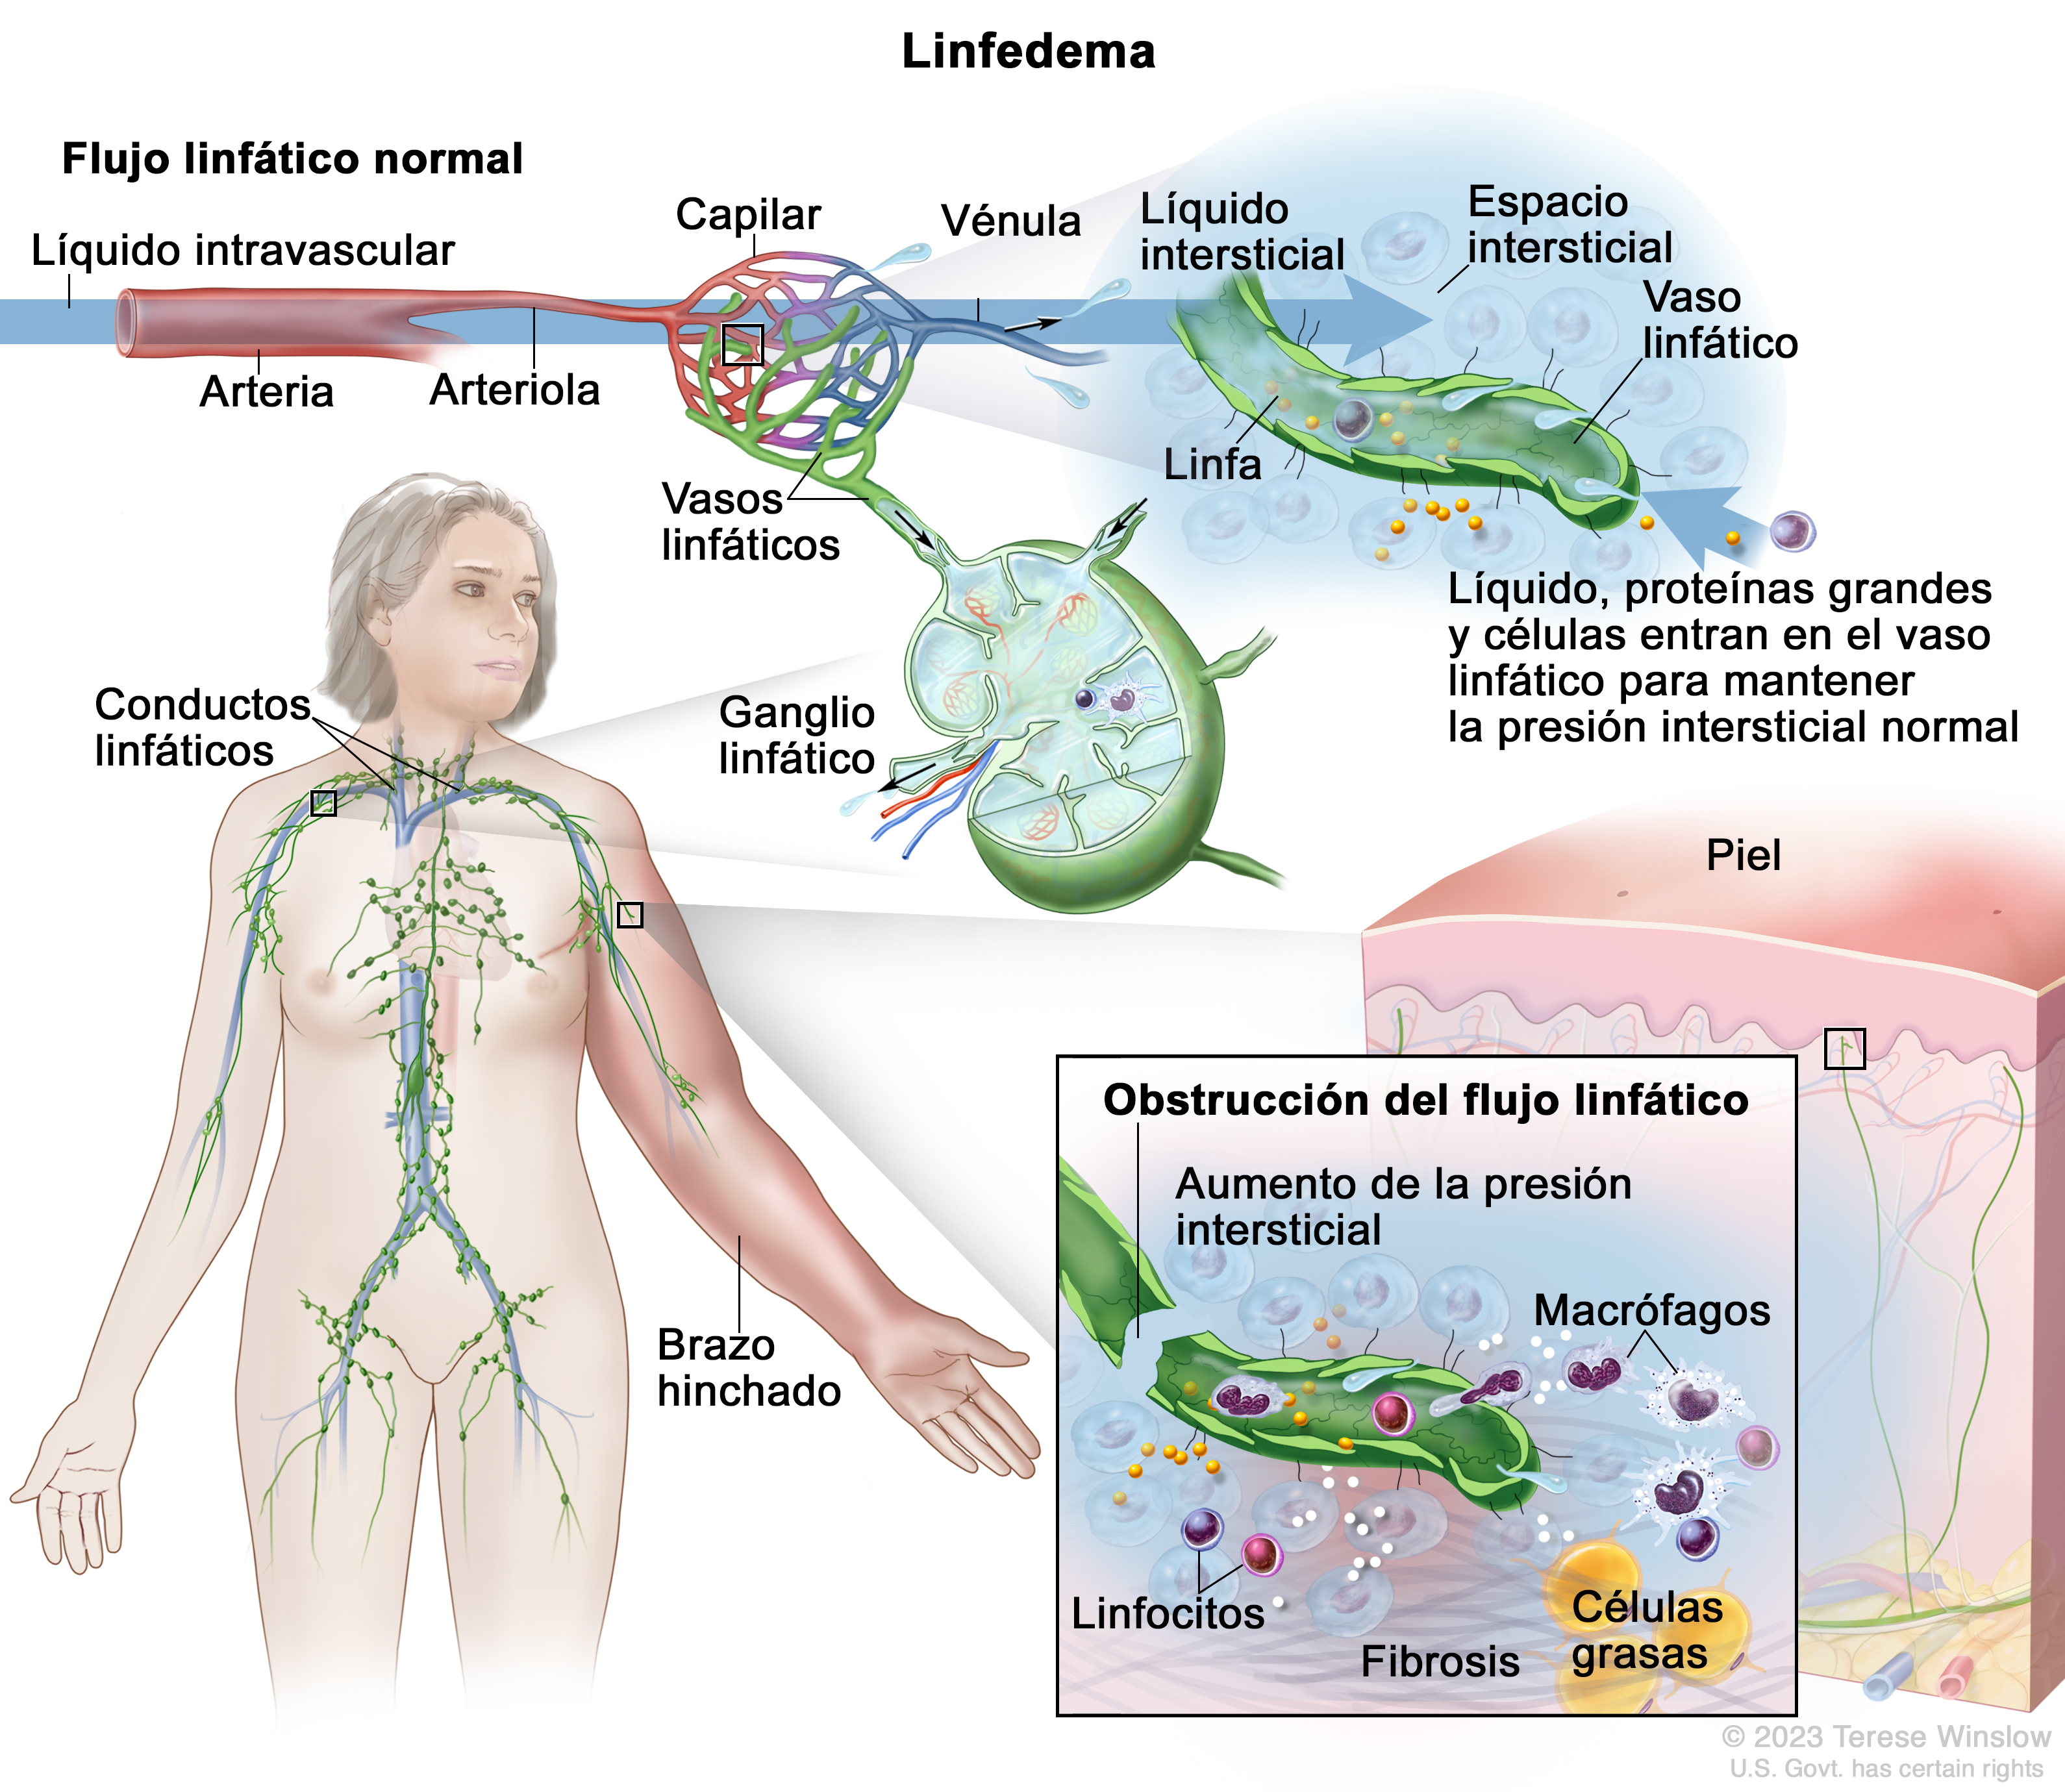 Linfedema
Flujo linfático normal
Líquido intravascular
Capilar
Vénula
Líquido
intersticial
Espacio
intersticial
Vaso
linfático
Arteria
Arteriola
Linfa
Vasos
linfáticos
Líquido, proteínas grandes
y células entran en el vaso
linfático para mantener
la presión intersticial normal
Conductos
linfáticos
Ganglio
linfático
Piel
Brazo
hinchado
Obstrucción del flujo linfático
Aumento de la presión
intersticial
Macrófagos
Linfocitos
Fibrosis
Células
grasas
© 2023 Terese Winslow
U.S. Govt. has certain rights